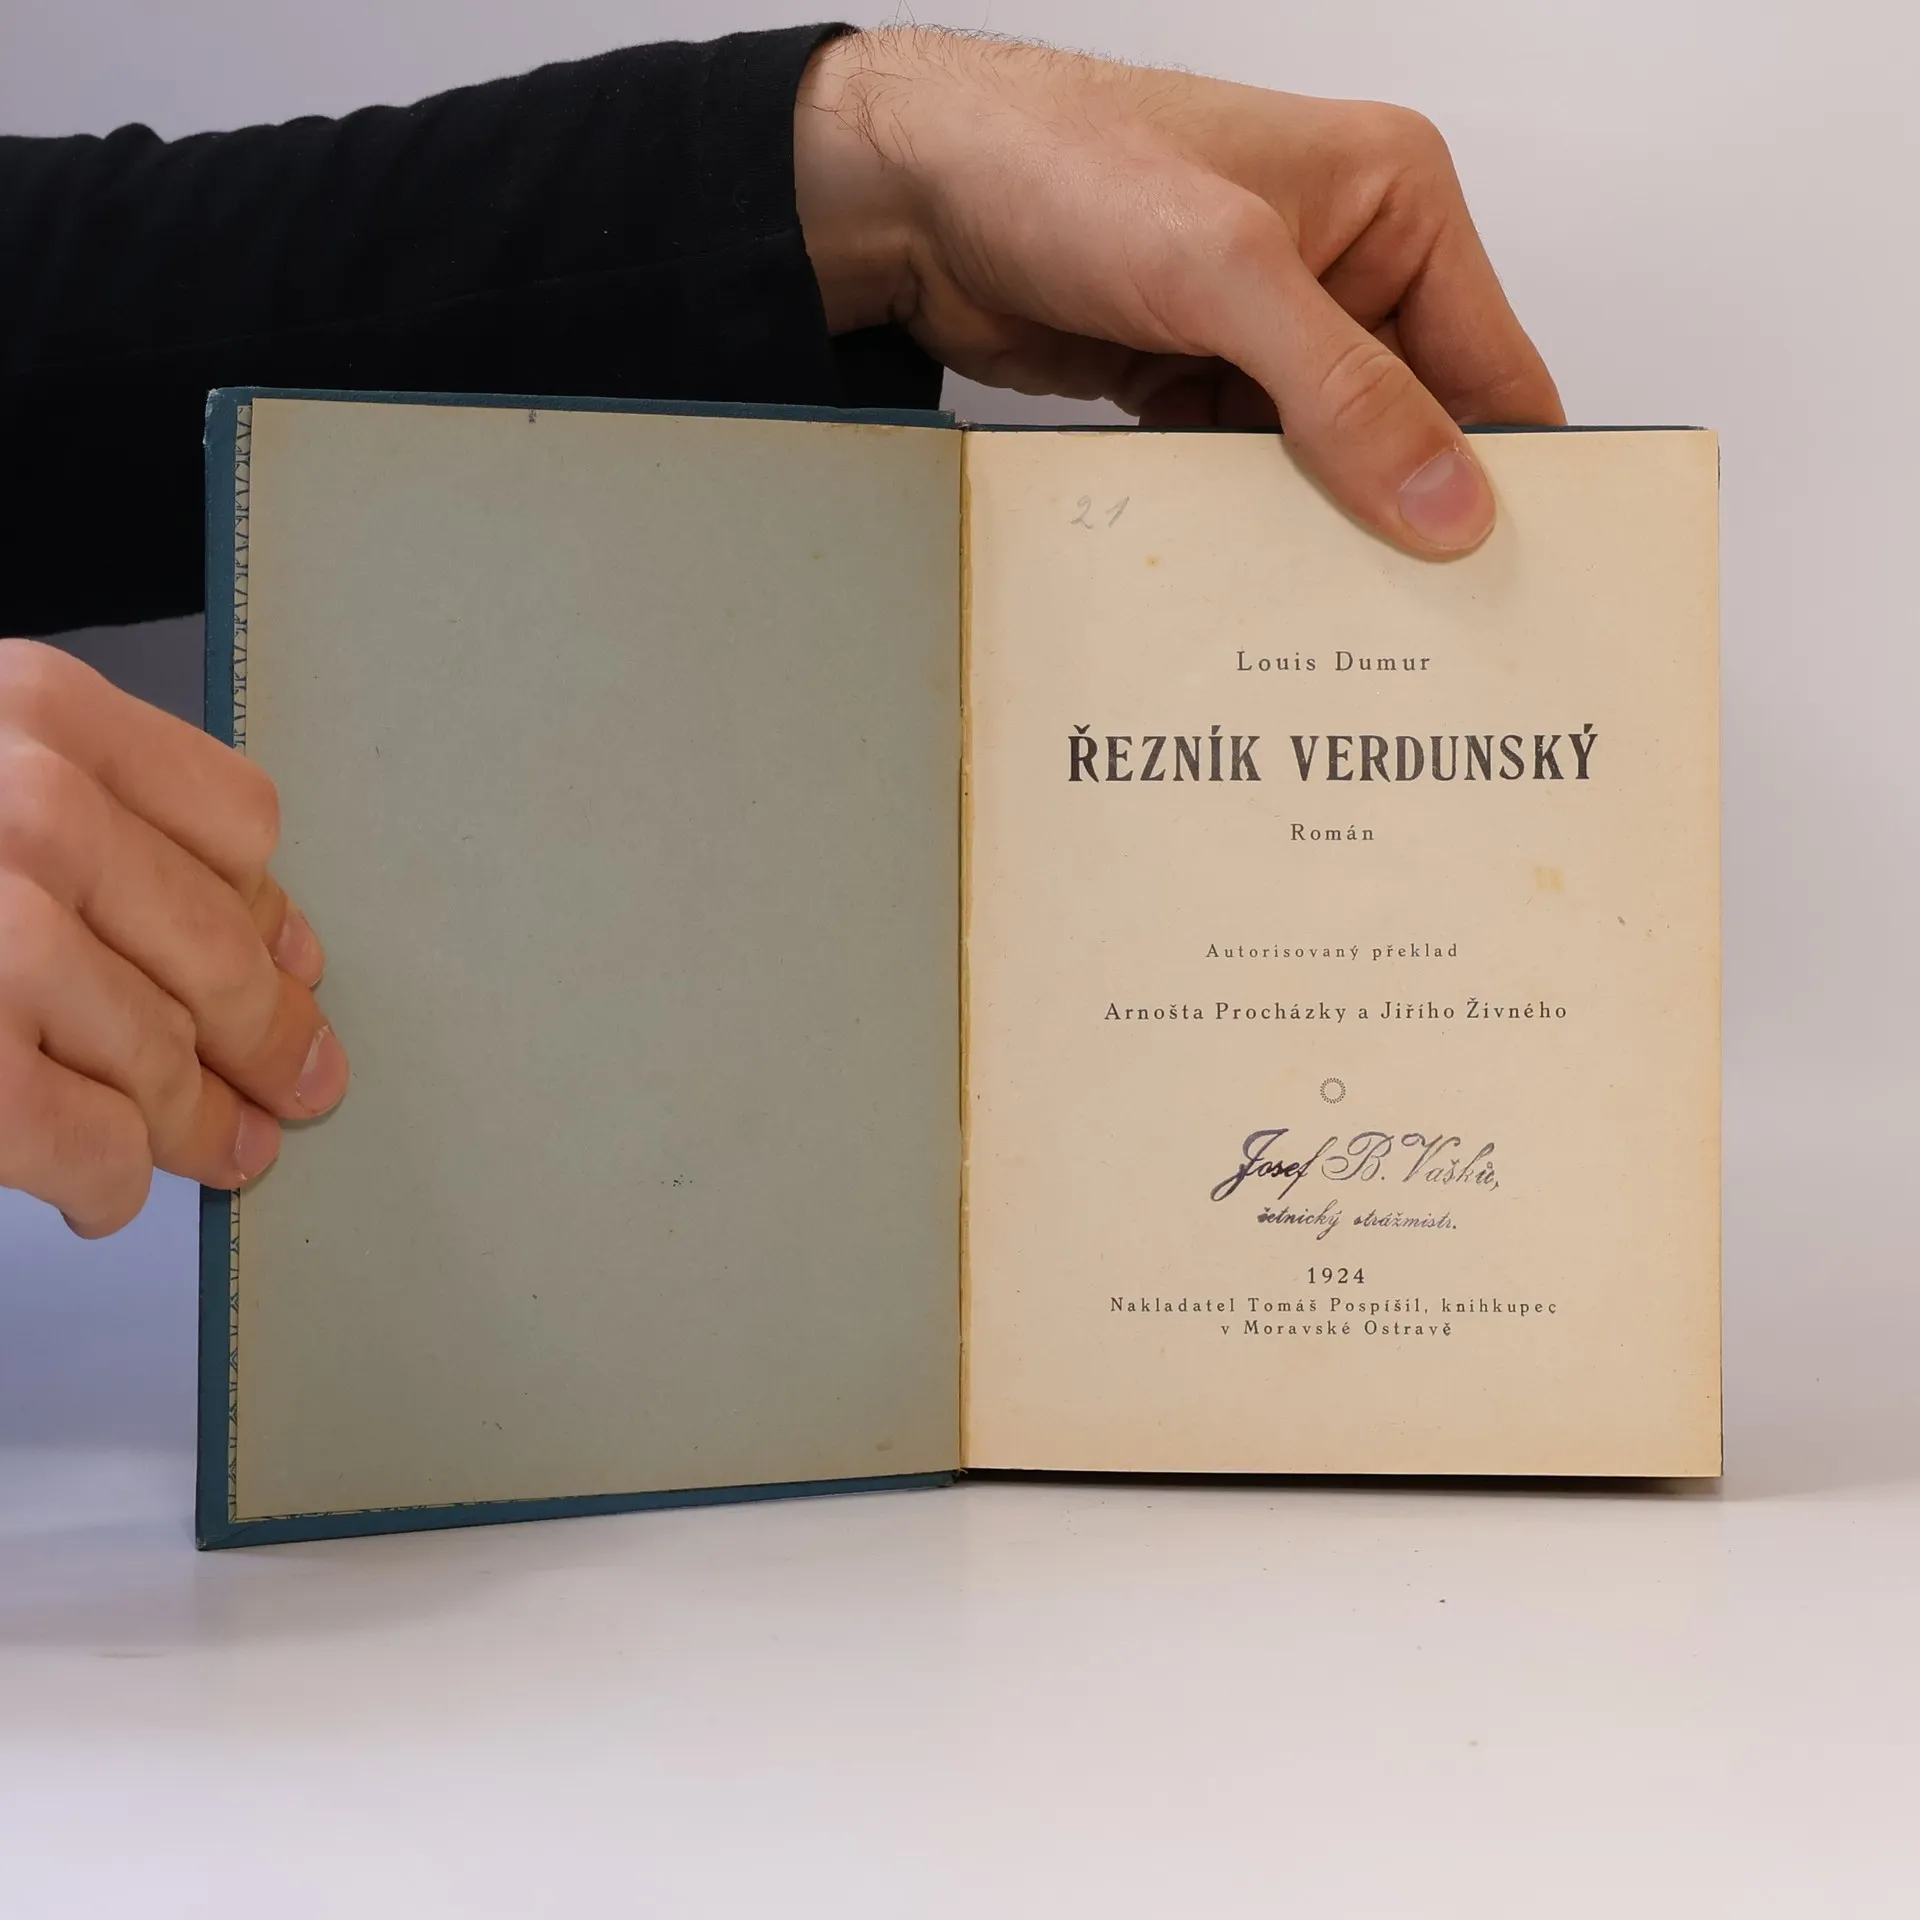 21
Louis Dumur
ŘEZNÍK VERDUNSKÝ
Román
Autorisovaný překlad
Arnošta Procházky a Jiřího Živného
Josef B. Vašků,
četnický strážmistr.
1924
Nakladatel Tomáš Pospíšil, knihkupec
v Moravské Ostravě